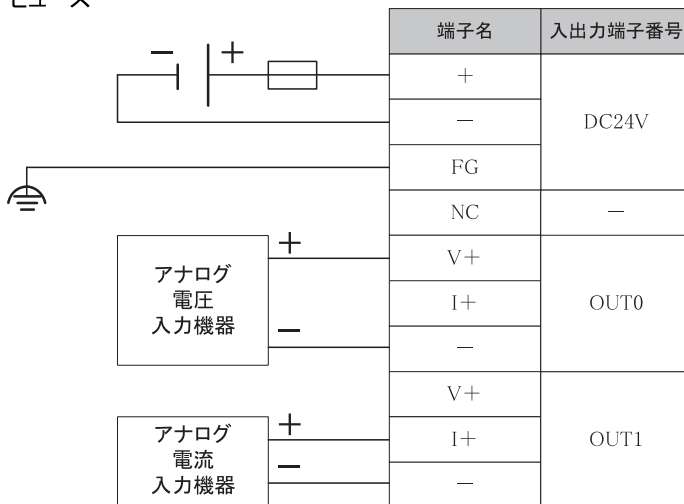 ヒューズ
端子名 入出力端子番号
− +
+
−
DC24V
FG
NC −
+
V+
アナログ
電圧
入力機器
I+
OUT0
−
−
V+
+
アナログ
電流
入力機器
I+
OUT1
−
−